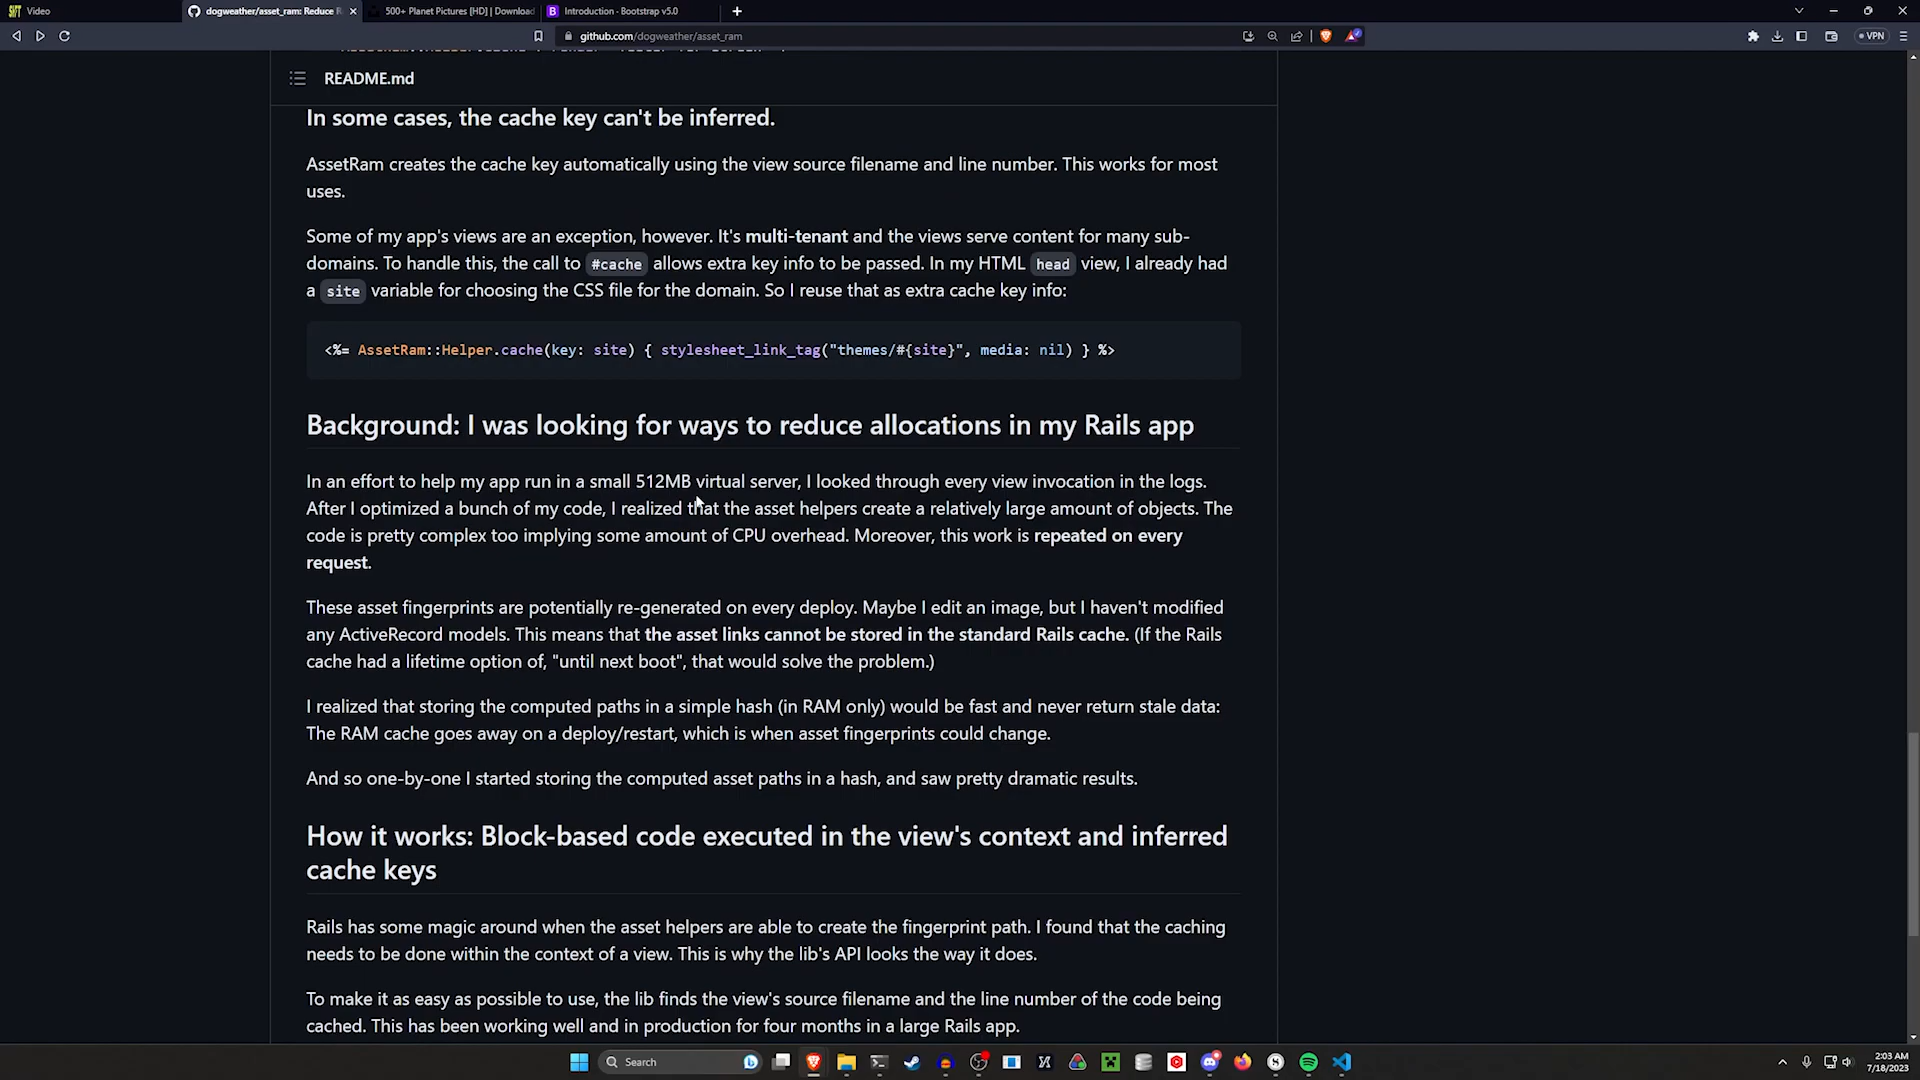 Video
dogweather/asset_ram: Reduce R
500+ Planet Pictures [HD] | Download
Introduction · Bootstrap v5.0
github.com/dogweather/asset_ram
VPN
README.md
In some cases, the cache key can't be inferred.
AssetRam creates the cache key automatically using the view source filename and line number. This works for most
uses.
Some of my app's views are an exception, however. It's multi-tenant and the views serve content for many sub-
domains. To handle this, the call to #cache allows extra key info to be passed. In my HTML head view, I already had
a site variable for choosing the CSS file for the domain. So I reuse that as extra cache key info:
<%= AssetRam::Helper.cache(key: site) { stylesheet_link_tag("themes/#{site}", media: nil) } %>
Background: I was looking for ways to reduce allocations in my Rails app
In an effort to help my app run in a small 512MB virtual server, I looked through every view invocation in the logs.
After I optimized a bunch of my code, I realized that the asset helpers create a relatively large amount of objects. The
code is pretty complex too implying some amount of CPU overhead. Moreover, this work is repeated on every
request.
These asset fingerprints are potentially re-generated on every deploy. Maybe I edit an image, but I haven't modified
any ActiveRecord models. This means that the asset links cannot be stored in the standard Rails cache. (If the Rails
cache had a lifetime option of, "until next boot", that would solve the problem.)
I realized that storing the computed paths in a simple hash (in RAM only) would be fast and never return stale data:
The RAM cache goes away on a deploy/restart, which is when asset fingerprints could change.
And so one-by-one I started storing the computed asset paths in a hash, and saw pretty dramatic results.
How it works: Block-based code executed in the view's context and inferred
cache keys
Rails has some magic around when the asset helpers are able to create the fingerprint path. I found that the caching
needs to be done within the context of a view. This is why the lib's API looks the way it does.
To make it as easy as possible to use, the lib finds the view's source filename and the line number of the code being
cached. This has been working well and in production for four months in a large Rails app.
Search
2:03 AM
7/18/2023